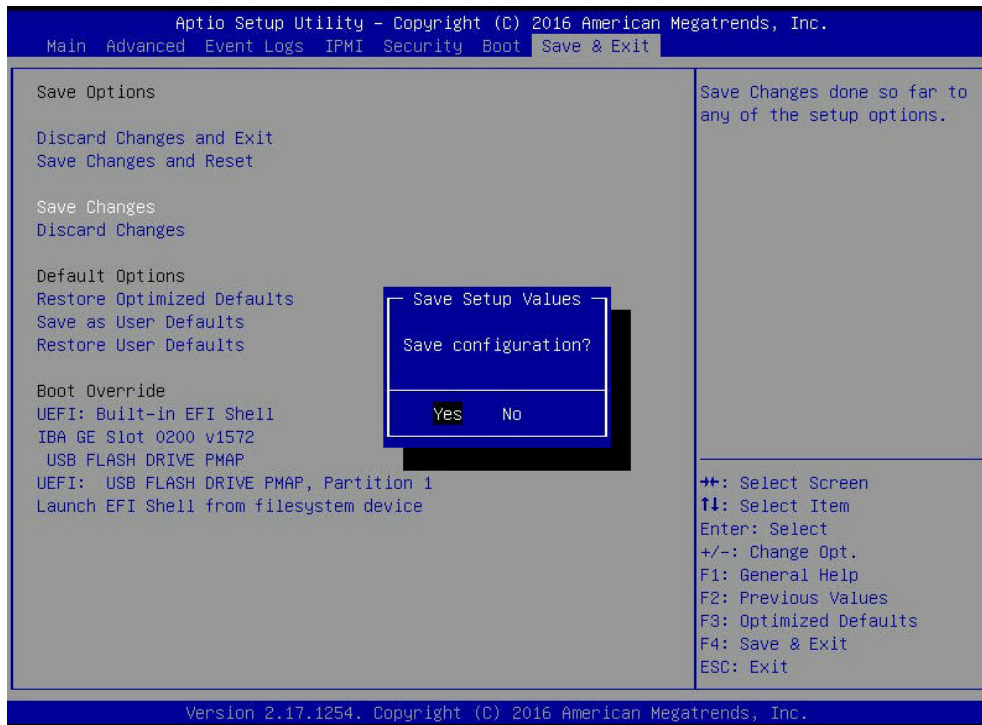 Aptio Setup Utility – Copyright (C) 2016 American Megatrends, Inc.
Main Advanced Event Logs IPMI Security Boot Save & Exit
Save Options
Discard Changes and Exit
Save Changes and Reset
Save Changes
Discard Changes
Default Options
Restore Optimized Defaults
Save as User Defaults
Restore User Defaults
Boot Override
UEFI: Built-in EFI Shell
IBA GE Slot 0200 v1572
USB FLASH DRIVE PMAP
UEFI: USB FLASH DRIVE PMAP, Partition 1
Launch EFI Shell from filesystem device
Save Setup Values
Save configuration?
Yes No
Save Changes done so far to
any of the setup options.
→←: Select Screen
↑↓: Select Item
Enter: Select
+/-: Change Opt.
F1: General Help
F2: Previous Values
F3: Optimized Defaults
F4: Save & Exit
ESC: Exit
Version 2.17.1254. Copyright (C) 2016 American Megatrends, Inc.